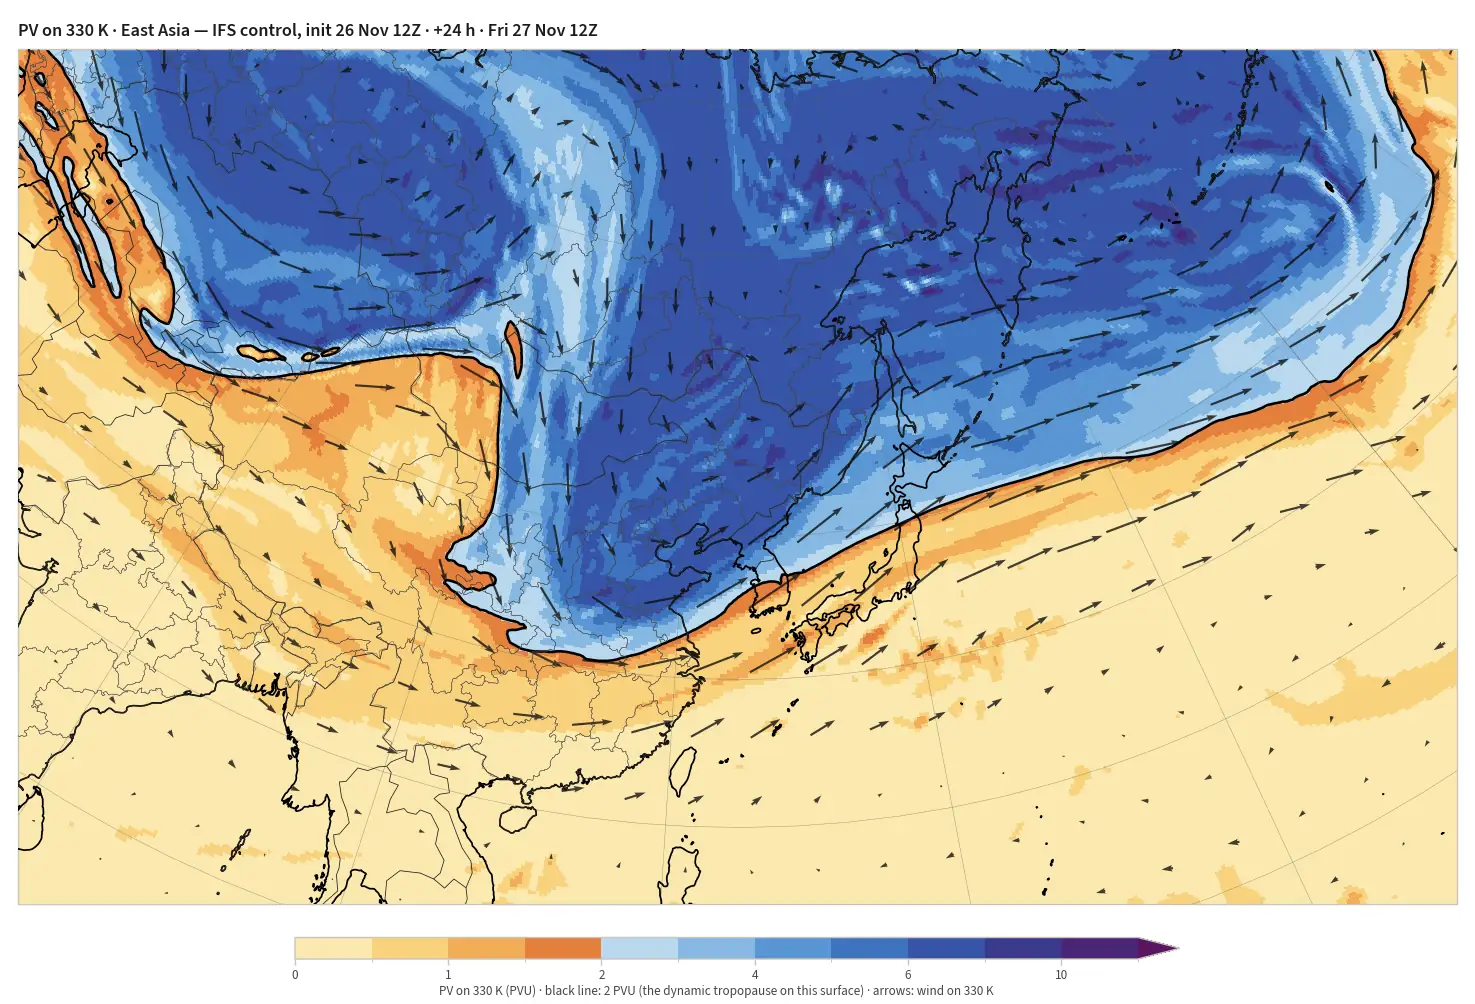 PV on 330 K · East Asia — IFS control, init 26 Nov 12Z · +24 h · Fri 27 Nov 12Z
0 1 2 4 6 10
PV on 330 K (PVU) · black line: 2 PVU (the dynamic tropopause on this surface) · arrows: wind on 330 K